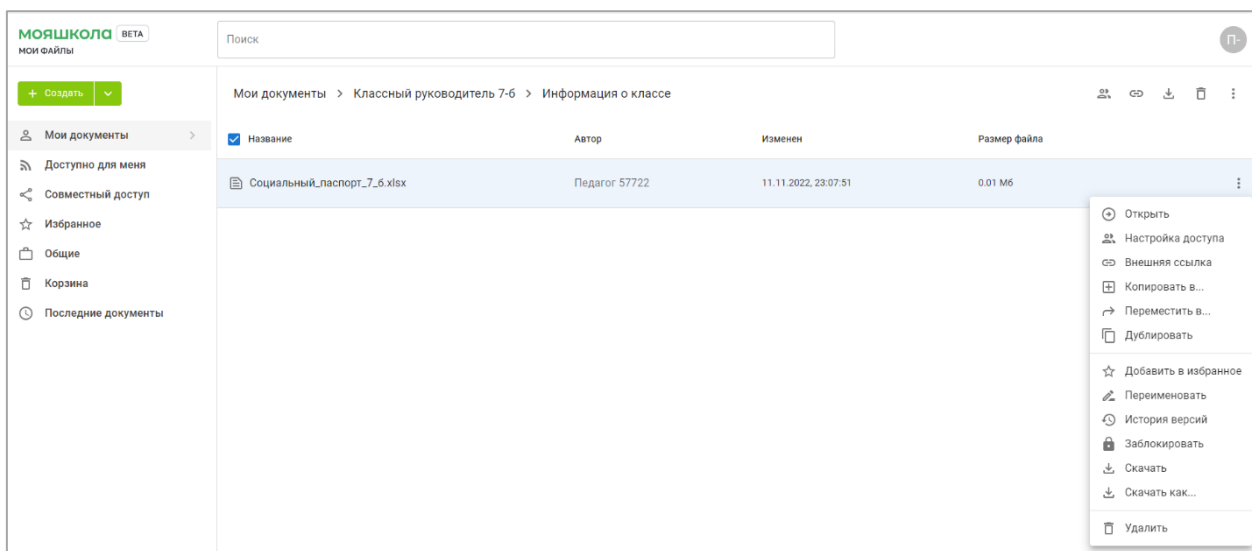 МОЯШКОЛА BETA
МОИ ФАЙЛЫ
Поиск
П-
+ Создать
Мои документы
Доступно для меня
Совместный доступ
Избранное
Общие
Корзина
Последние документы
Мои документы > Классный руководитель 7-б > Информация о классе
Название Автор Изменен Размер файла
Социальный_паспорт_7_б.xlsx Педагог 57722 11.11.2022, 23:07:51 0.01 Мб
Открыть
Настройка доступа
Внешняя ссылка
Копировать в...
Переместить в...
Дублировать
Добавить в избранное
Переименовать
История версий
Заблокировать
Скачать
Скачать как...
Удалить